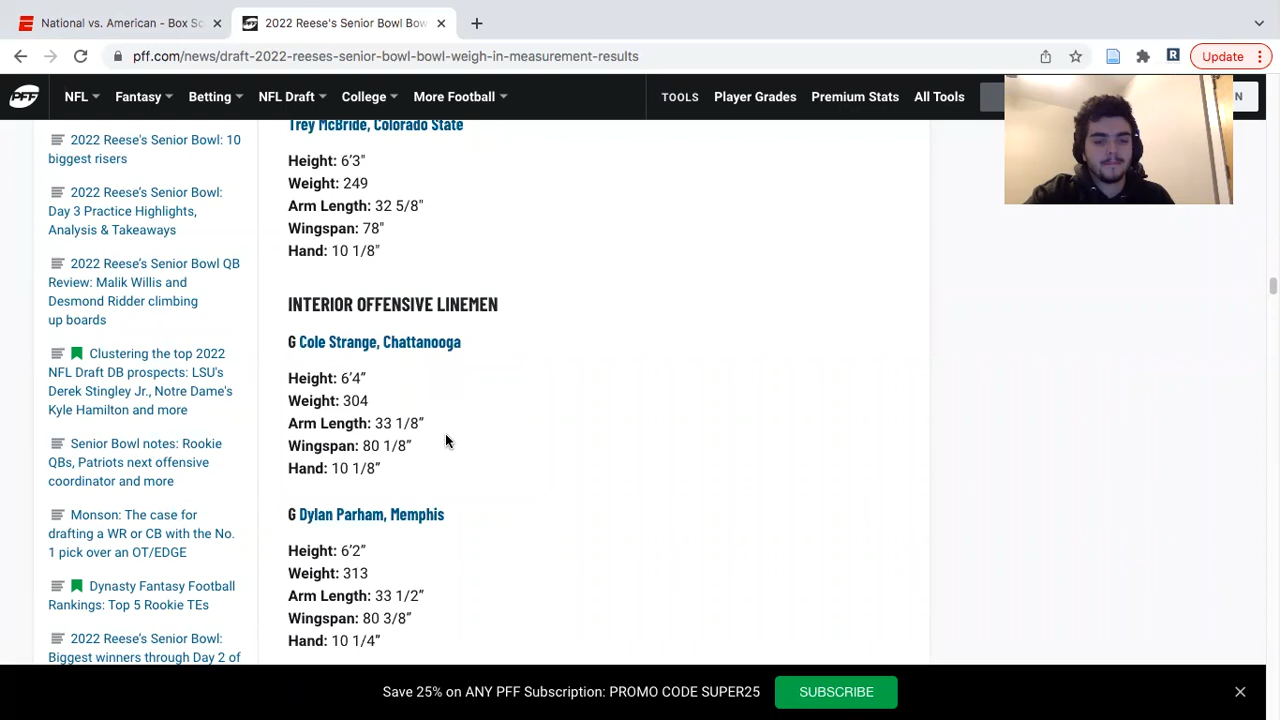 National vs. American - Box Sc
2022 Reese's Senior Bowl Bow
pff.com/news/draft-2022-reeses-senior-bowl-bowl-weigh-in-measurement-results
R
Update
PFF
NFL
Fantasy
Betting
NFL Draft
College
More Football
TOOLS
Player Grades
Premium Stats
All Tools
N
2022 Reese's Senior Bowl: 10
biggest risers
2022 Reese's Senior Bowl:
Day 3 Practice Highlights,
Analysis & Takeaways
2022 Reese's Senior Bowl QB
Review: Malik Willis and
Desmond Ridder climbing
up boards
Clustering the top 2022
NFL Draft DB prospects: LSU's
Derek Stingley Jr., Notre Dame's
Kyle Hamilton and more
Senior Bowl notes: Rookie
QBs, Patriots next offensive
coordinator and more
Monson: The case for
drafting a WR or CB with the No.
1 pick over an OT/EDGE
Dynasty Fantasy Football
Rankings: Top 5 Rookie TEs
2022 Reese's Senior Bowl:
Biggest winners through Day 2 of
Trey McBride, Colorado State
Height: 6'3"
Weight: 249
Arm Length: 32 5/8"
Wingspan: 78"
Hand: 10 1/8"
INTERIOR OFFENSIVE LINEMEN
G Cole Strange, Chattanooga
Height: 6'4”
Weight: 304
Arm Length: 33 1/8”
Wingspan: 80 1/8”
Hand: 10 1/8”
G Dylan Parham, Memphis
Height: 6'2”
Weight: 313
Arm Length: 33 1/2”
Wingspan: 80 3/8”
Hand: 10 1/4”
Save 25% on ANY PFF Subscription: PROMO CODE SUPER25
SUBSCRIBE